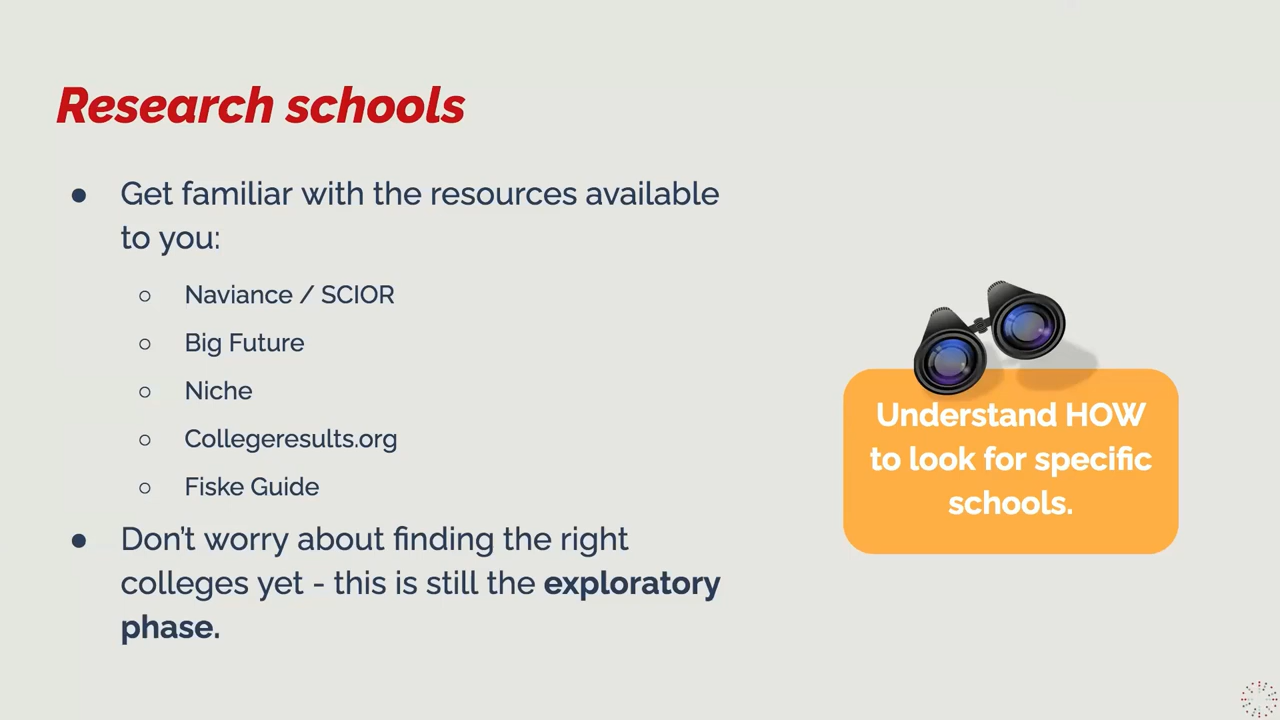 Research schools
● Get familiar with the resources available
to you:
○ Naviance / SCIOR
○ Big Future
○ Niche
○ Collegeresults.org
○ Fiske Guide
● Don't worry about finding the right
colleges yet - this is still the exploratory
phase.
Understand HOW
to look for specific
schools.